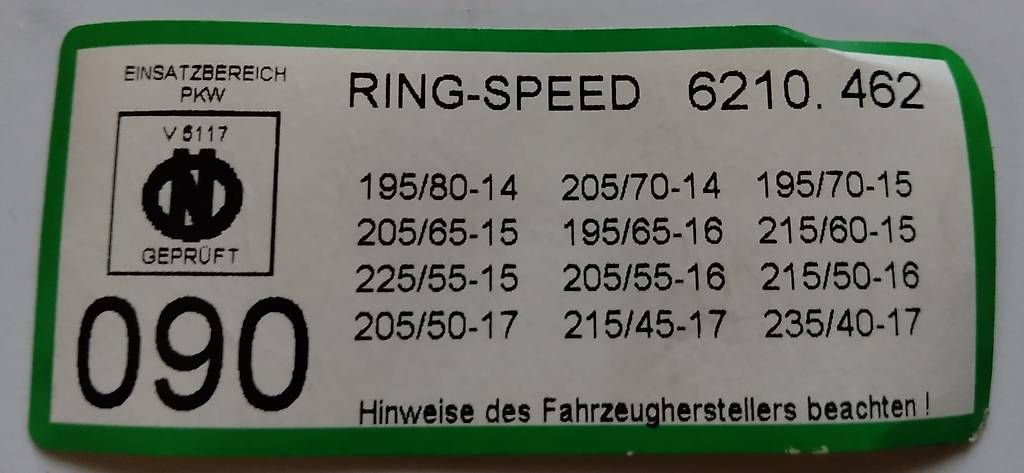 EINSATZBEREICH
PKW
V 5117
GEPRÜFT
090
RING-SPEED 6210. 462
195/80-14 205/70-14 195/70-15
205/65-15 195/65-16 215/60-15
225/55-15 205/55-16 215/50-16
205/50-17 215/45-17 235/40-17
Hinweise des Fahrzeugherstellers beachten !